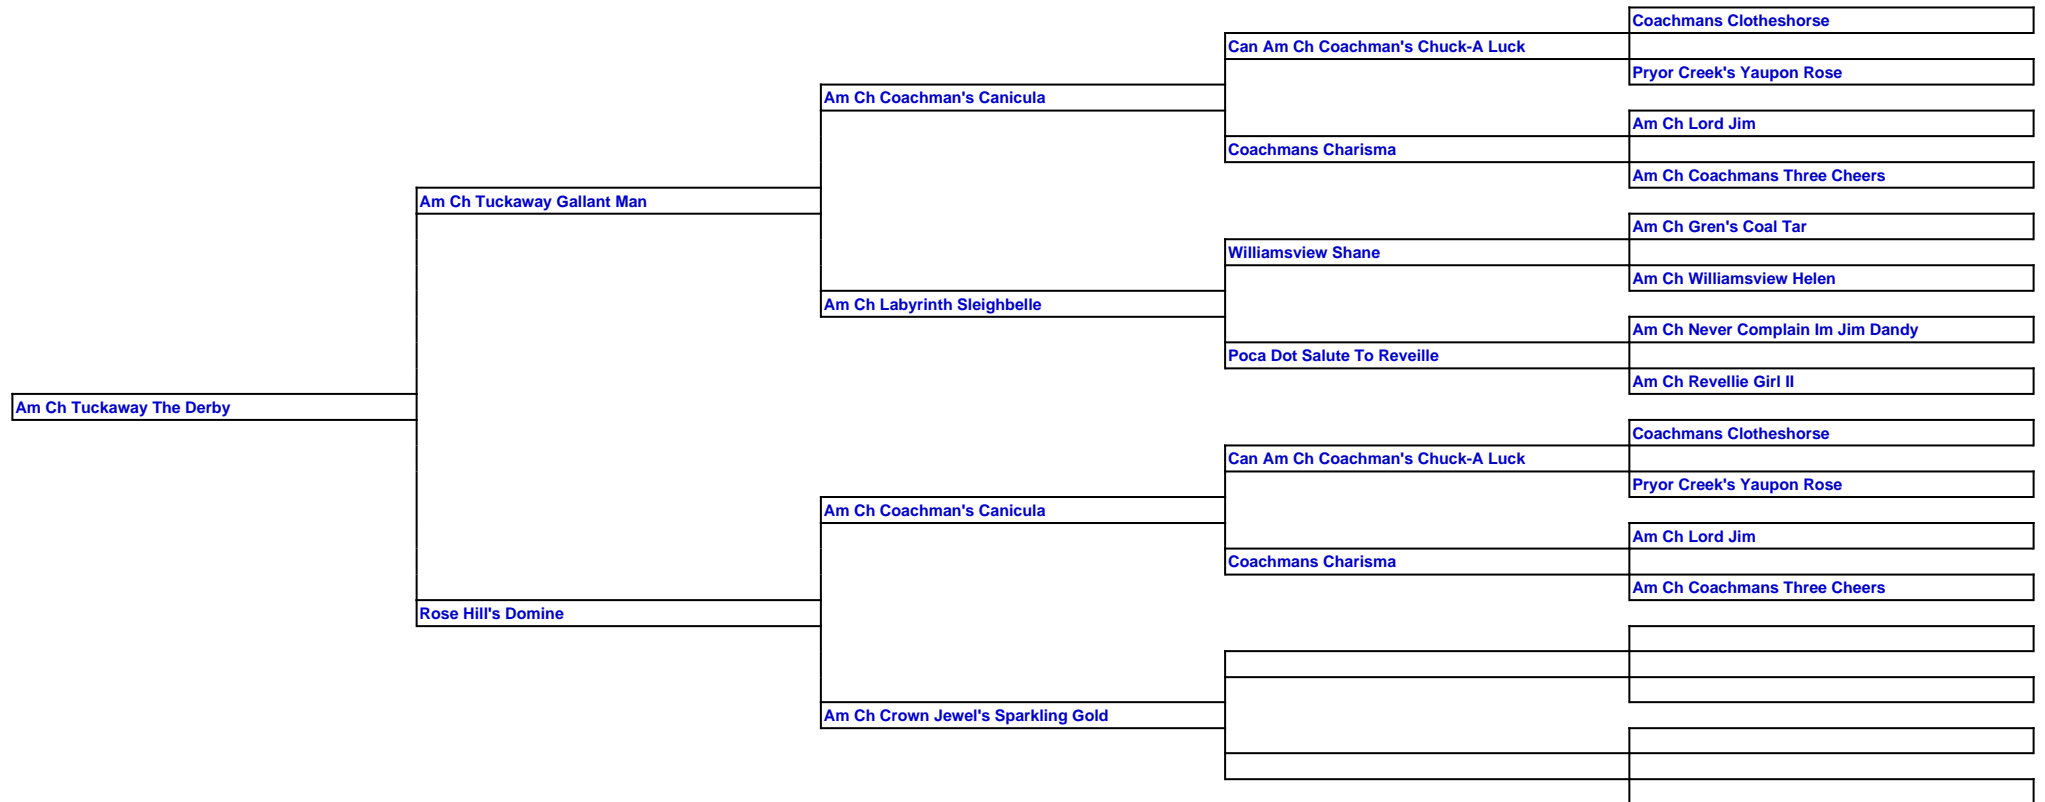 Coachmans Clotheshorse
Can Am Ch Coachman's Chuck-A Luck
Pryor Creek's Yaupon Rose
Am Ch Coachman's Canicula
Am Ch Lord Jim
Coachmans Charisma
Am Ch Coachmans Three Cheers
Am Ch Tuckaway Gallant Man
Am Ch Gren's Coal Tar
Williamsview Shane
Am Ch Williamsview Helen
Am Ch Labyrinth Sleighbelle
Am Ch Never Complain Im Jim Dandy
Poca Dot Salute To Reveille
Am Ch Revellie Girl II
Am Ch Tuckaway The Derby
Coachmans Clotheshorse
Can Am Ch Coachman's Chuck-A Luck
Pryor Creek's Yaupon Rose
Am Ch Coachman's Canicula
Am Ch Lord Jim
Coachmans Charisma
Am Ch Coachmans Three Cheers
Rose Hill's Domine
Am Ch Crown Jewel's Sparkling Gold